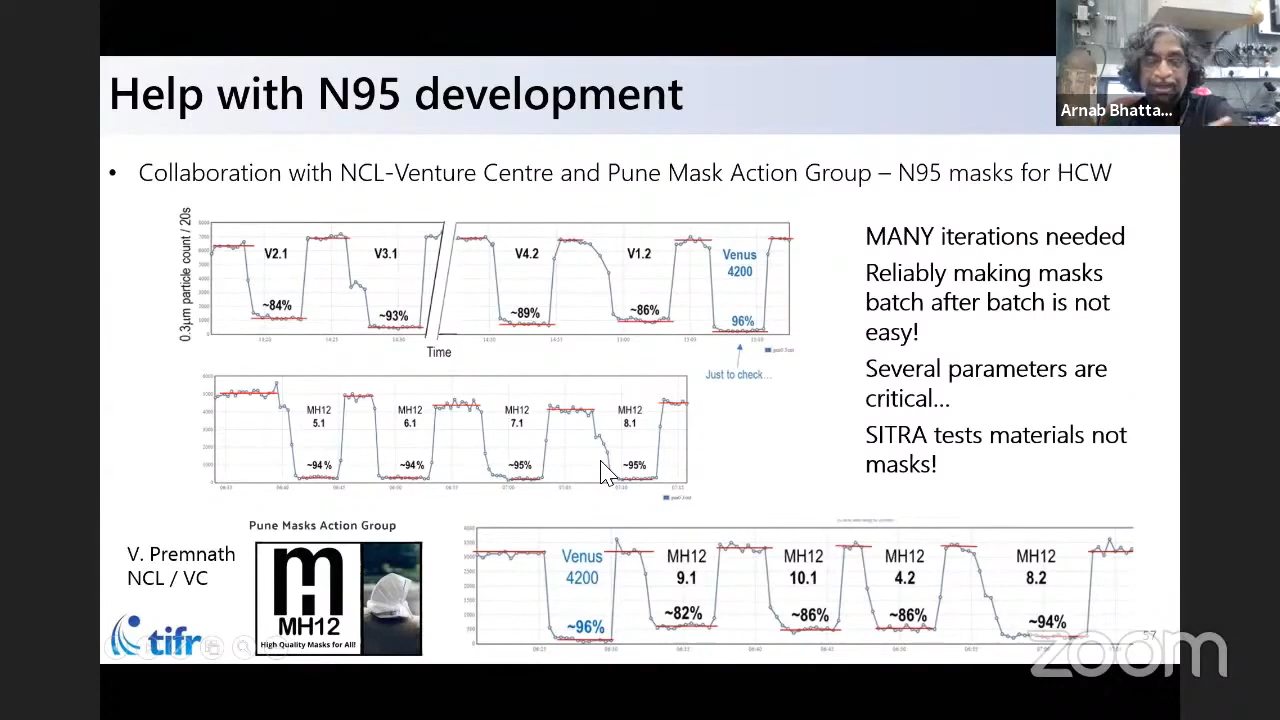 Help with N95 development
Arnab Bhatta...
• Collaboration with NCL-Venture Centre and Pune Mask Action Group – N95 masks for HCW
0.3μm particle count / 20s
V2.1
~84%
V3.1
~93%
V4.2
~89%
V1.2
~86%
Venus
4200
96%
Time
Just to check...
MH12
5.1
~94 %
MH12
6.1
~94 %
MH12
7.1
~95%
MH12
8.1
~95%
MANY iterations needed
Reliably making masks
batch after batch is not
easy!
Several parameters are
critical...
SITRA tests materials not
masks!
V. Premnath
NCL / VC
tifr
Pune Masks Action Group
MH12
High Quality Masks for All!
Venus
4200
~96%
MH12
9.1
~82%
MH12
10.1
~86%
MH12
4.2
~86%
MH12
8.2
~94%
57
zoom